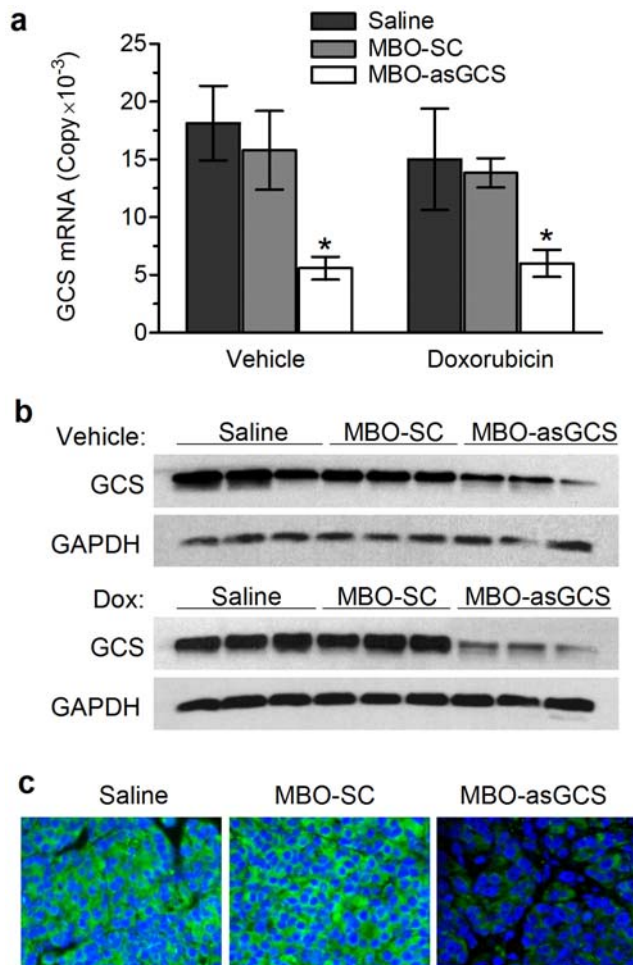 a
Saline
MBO-SC
MBO-asGCS
GCS mRNA (Copy×10⁻³)
25
20
15
10
5
0
*
*
Vehicle
Doxorubicin
b
Vehicle:
Saline
MBO-SC
MBO-asGCS
GCS
GAPDH
Dox:
Saline
MBO-SC
MBO-asGCS
GCS
GAPDH
c
Saline
MBO-SC
MBO-asGCS